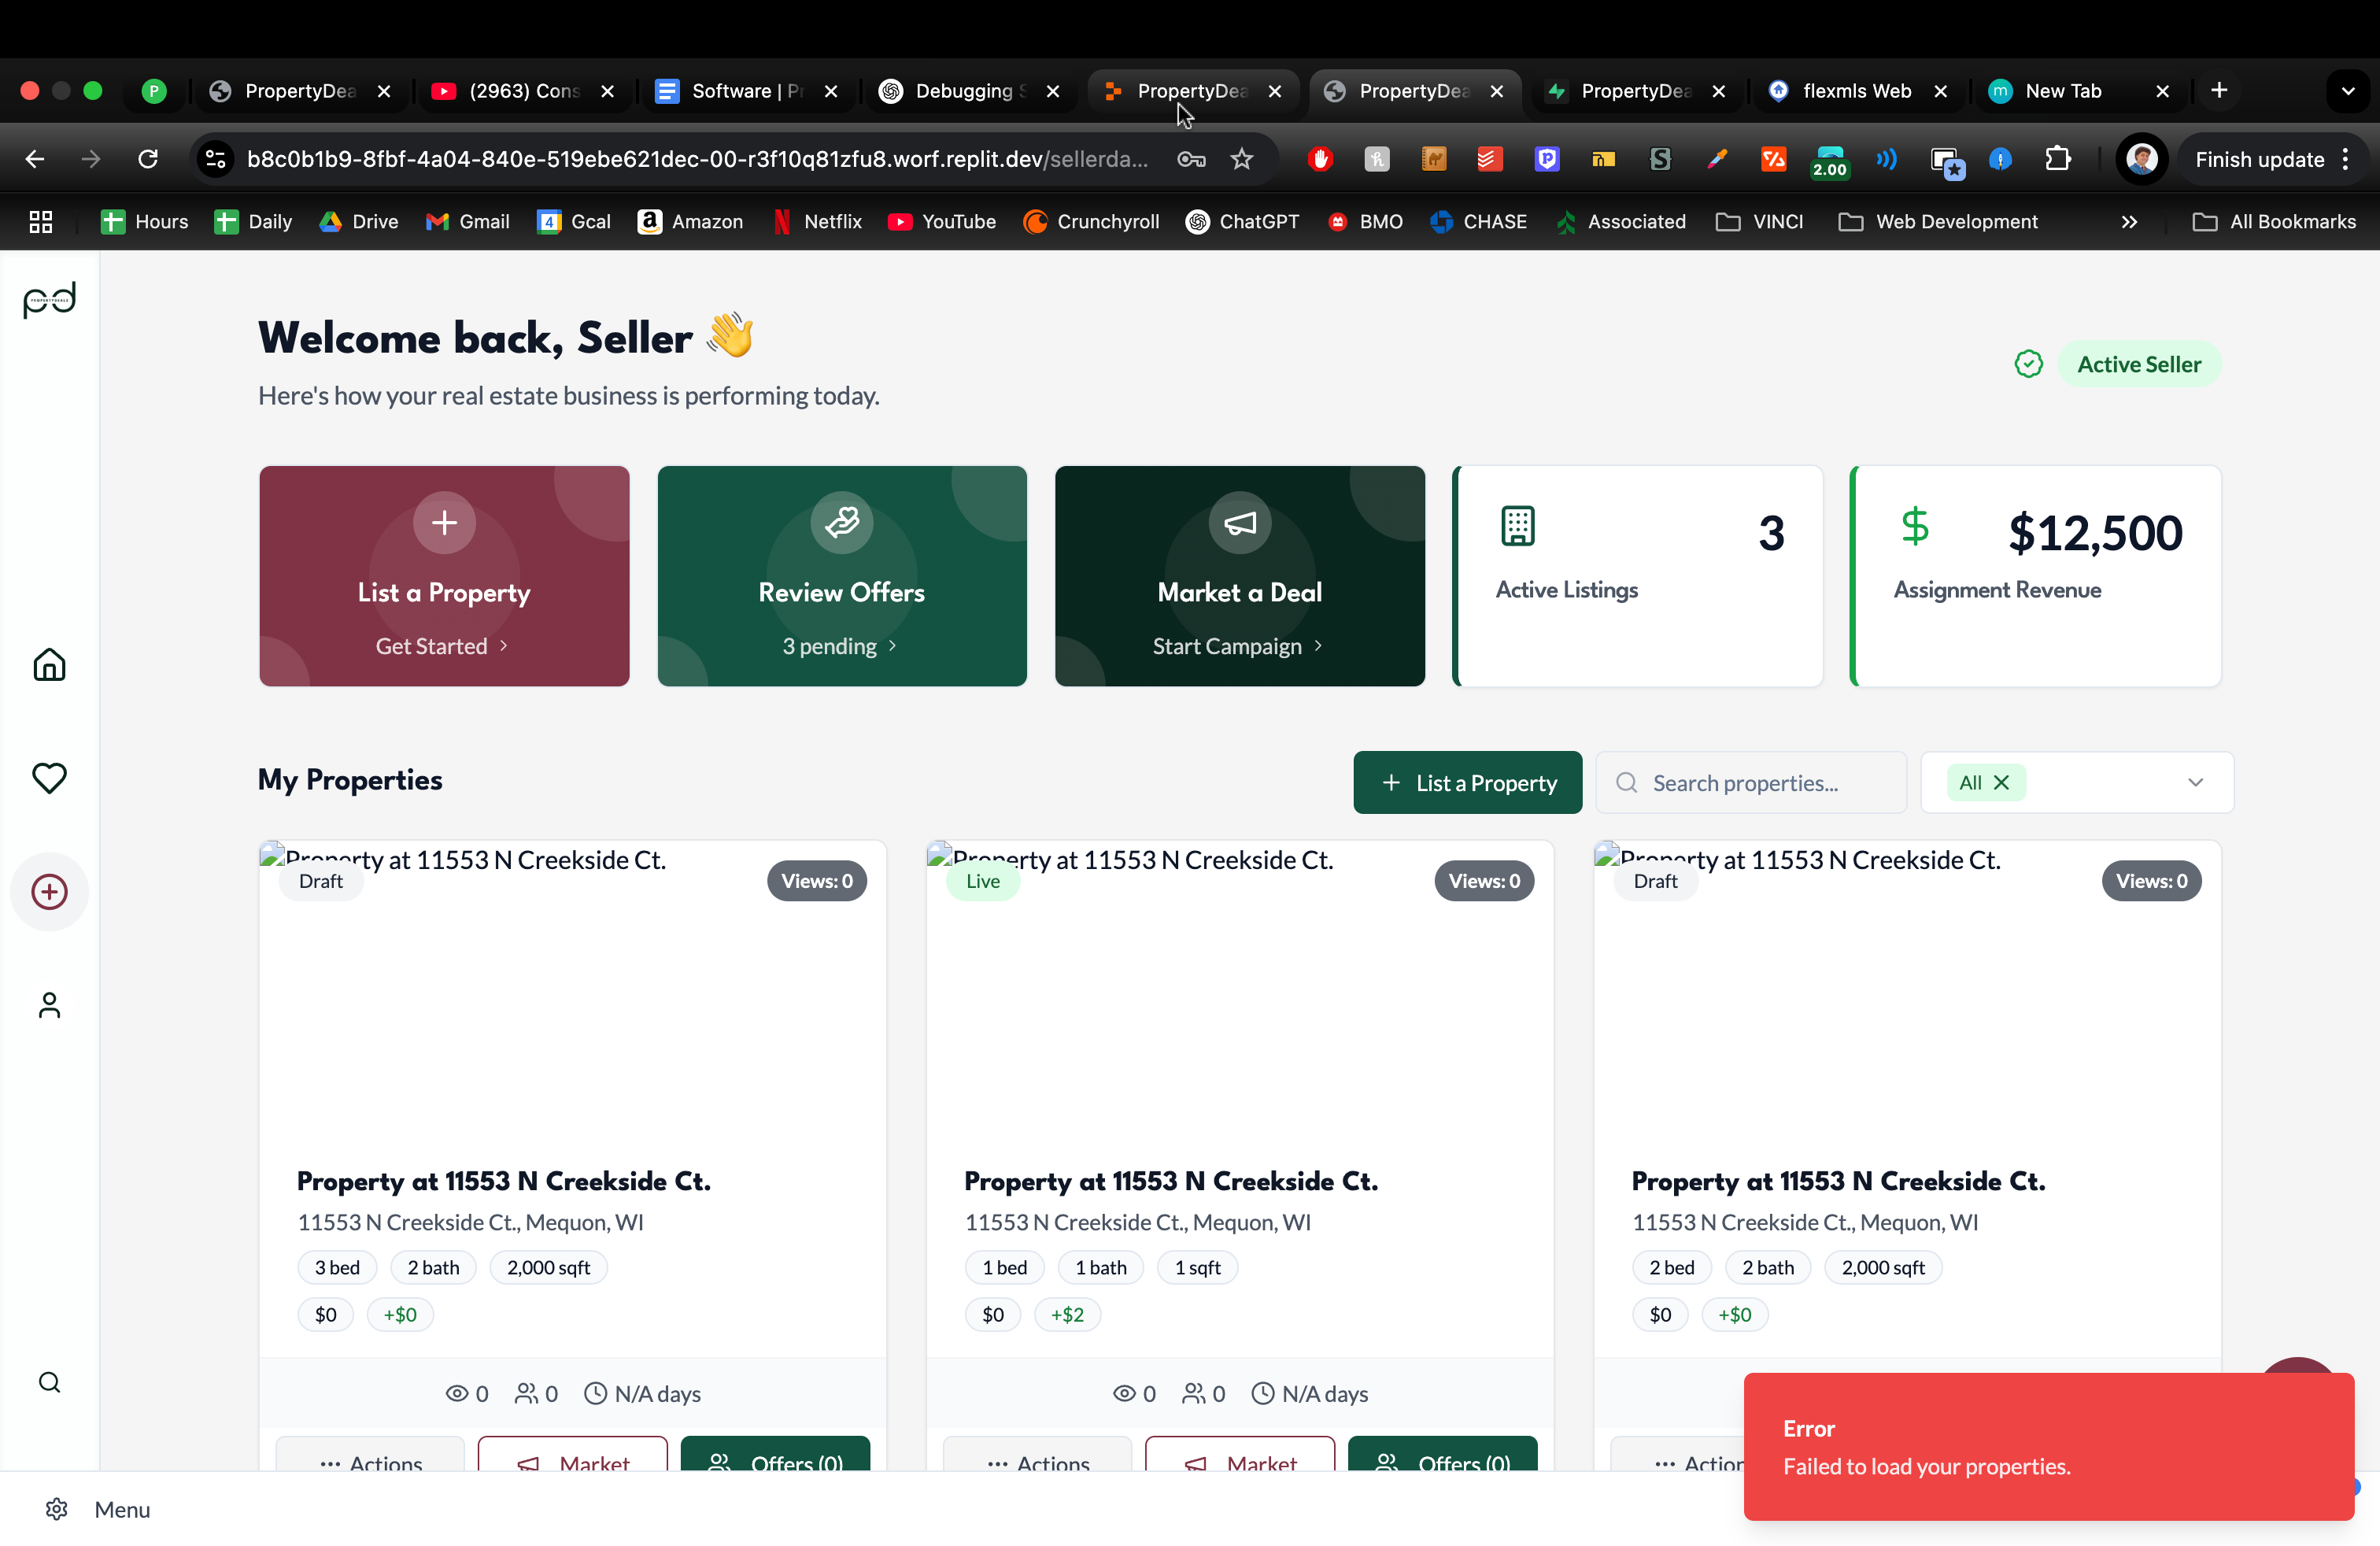 P
PropertyDea
(2963) Cons
Software | Pr
Debugging S
PropertyDea
PropertyDea
PropertyDea
flexmls Web
m
New Tab
b8c0b1b9-8fbf-4a04-840e-519ebe621dec-00-r3f10q81zfu8.worf.replit.dev/sellerda...
2.00
Finish update
Hours
Daily
Drive
Gmail
4
Gcal
Amazon
Netflix
YouTube
Crunchyroll
ChatGPT
BMO
CHASE
Associated
VINCI
Web Development
All Bookmarks
pd
Welcome back, Seller 👋
Here's how your real estate business is performing today.
Active Seller
List a Property
Get Started
Review Offers
3 pending
Market a Deal
Start Campaign
3
Active Listings
$12,500
Assignment Revenue
My Properties
List a Property
Search properties...
All
Property at 11553 N Creekside Ct.
Draft
Views: 0
Property at 11553 N Creekside Ct.
Live
Views: 0
Property at 11553 N Creekside Ct.
Draft
Views: 0
Property at 11553 N Creekside Ct.
11553 N Creekside Ct., Mequon, WI
3 bed 2 bath 2,000 sqft
$0 +$0
0 0 N/A days
Actions Market Offers (0)
Property at 11553 N Creekside Ct.
11553 N Creekside Ct., Mequon, WI
1 bed 1 bath 1 sqft
$0 +$2
0 0 N/A days
Actions Market Offers (0)
Property at 11553 N Creekside Ct.
11553 N Creekside Ct., Mequon, WI
2 bed 2 bath 2,000 sqft
$0 +$0
Action
Error
Failed to load your properties.
Menu